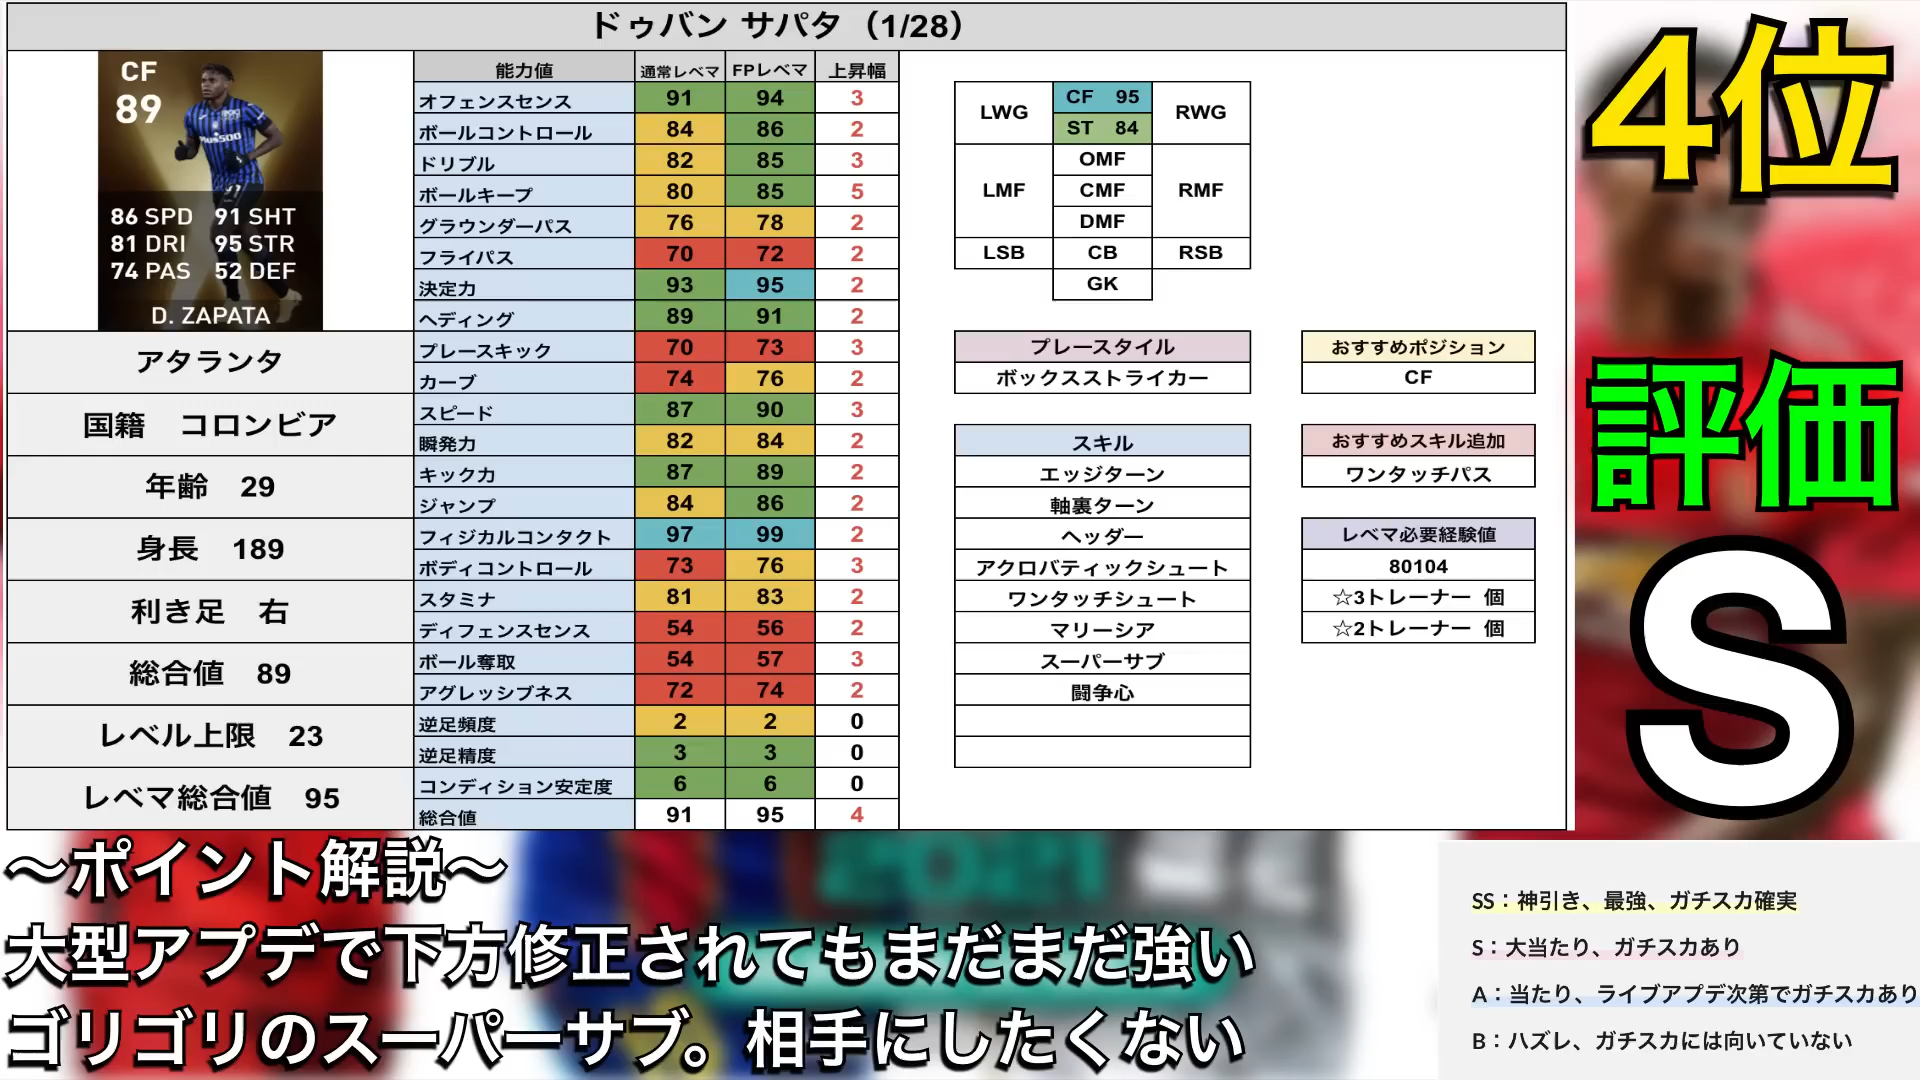 ドゥバン サパタ（1/28）
CF
89
86 SPD 91 SHT
81 DRI 95 STR
74 PAS 52 DEF
D. ZAPATA
アタランタ
国籍 コロンビア
年齢 29
身長 189
利き足 右
総合値 89
レベル上限 23
レベマ総合値 95
能力値 通常レベマ FPレベマ 上昇幅
オフェンスセンス 91 94 3
ボールコントロール 84 86 2
ドリブル 82 85 3
ボールキープ 80 85 5
グラウンダーパス 76 78 2
フライパス 70 72 2
決定力 93 95 2
ヘディング 89 91 2
プレースキック 70 73 3
カーブ 74 76 2
スピード 87 90 3
瞬発力 82 84 2
キック力 87 89 2
ジャンプ 84 86 2
フィジカルコンタクト 97 99 2
ボディコントロール 73 76 3
スタミナ 81 83 2
ディフェンスセンス 54 56 2
ボール奪取 54 57 3
アグレッシブネス 72 74 2
逆足頻度 2 2 0
逆足精度 3 3 0
コンディション安定度 6 6 0
総合値 91 95 4
LWG CF 95 RWG
ST 84
OMF
LMF CMF RMF
DMF
LSB CB RSB
GK
プレースタイル
ボックスストライカー
スキル
エッジターン
軸裏ターン
ヘッダー
アクロバティックシュート
ワンタッチシュート
マリーシア
スーパーサブ
闘争心
おすすめポジション
CF
おすすめスキル追加
ワンタッチパス
レベマ必要経験値
80104
☆3トレーナー 個
☆2トレーナー 個
4位
評価
S
〜ポイント解説〜
大型アプデで下方修正されてもまだまだ強い
ゴリゴリのスーパーサブ。相手にしたくない
SS：神引き、最強、ガチスカ確実
S：大当たり、ガチスカあり
A：当たり、ライブアプデ次第でガチスカあり
B：ハズレ、ガチスカには向いていない